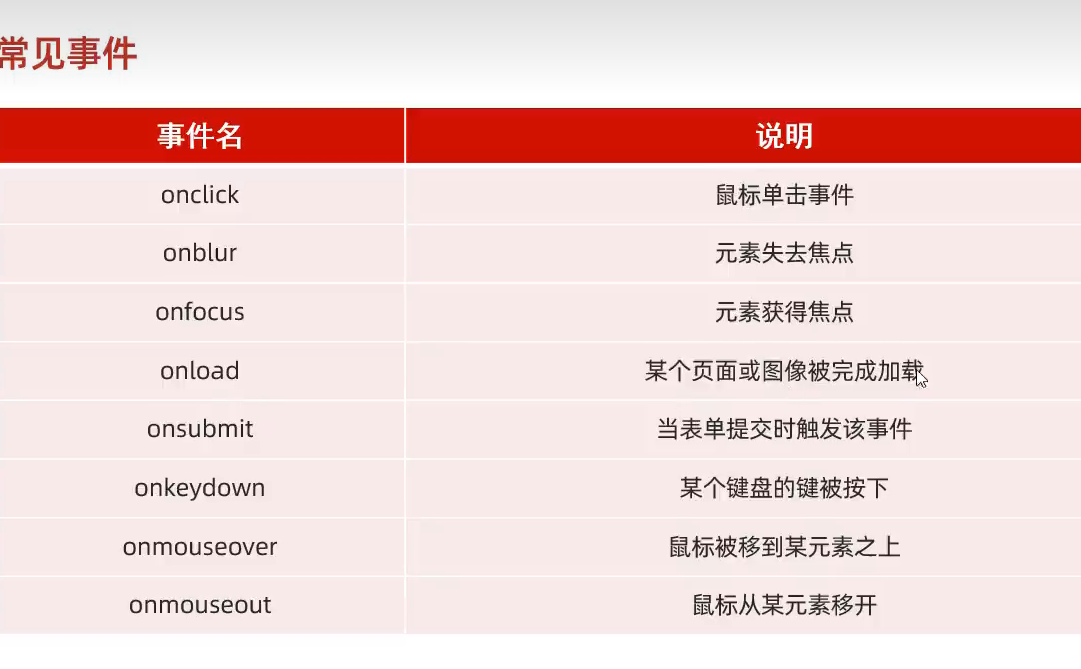 常见事件
事件名 说明
onclick 鼠标单击事件
onblur 元素失去焦点
onfocus 元素获得焦点
onload 某个页面或图像被完成加载
onsubmit 当表单提交时触发该事件
onkeydown 某个键盘的键被按下
onmouseover 鼠标被移到某元素之上
onmouseout 鼠标从某元素移开